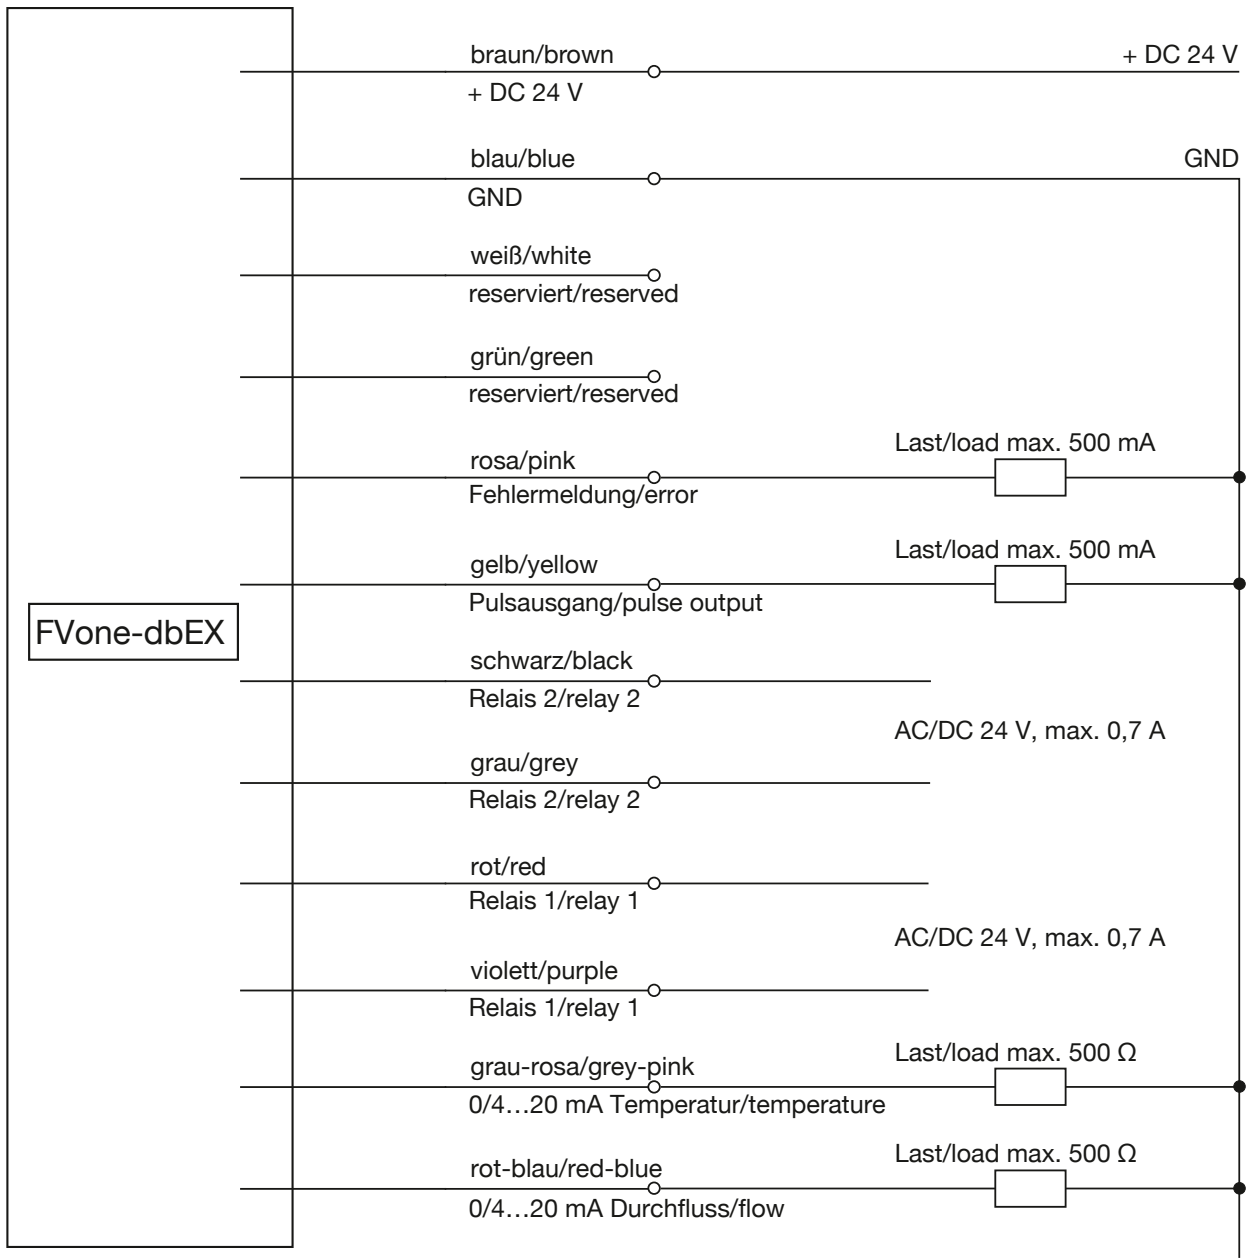 braun/brown
+ DC 24 V
+ DC 24 V
blau/blue
GND
GND
weiß/white
reserviert/reserved
grün/green
reserviert/reserved
Last/load max. 500 mA
rosa/pink
Fehlermeldung/error
Last/load max. 500 mA
gelb/yellow
Pulsausgang/pulse output
FVone-dbEX
schwarz/black
Relais 2/relay 2
AC/DC 24 V, max. 0,7 A
grau/grey
Relais 2/relay 2
rot/red
Relais 1/relay 1
AC/DC 24 V, max. 0,7 A
violett/purple
Relais 1/relay 1
Last/load max. 500 Ω
grau-rosa/grey-pink
0/4…20 mA Temperatur/temperature
Last/load max. 500 Ω
rot-blau/red-blue
0/4…20 mA Durchfluss/flow